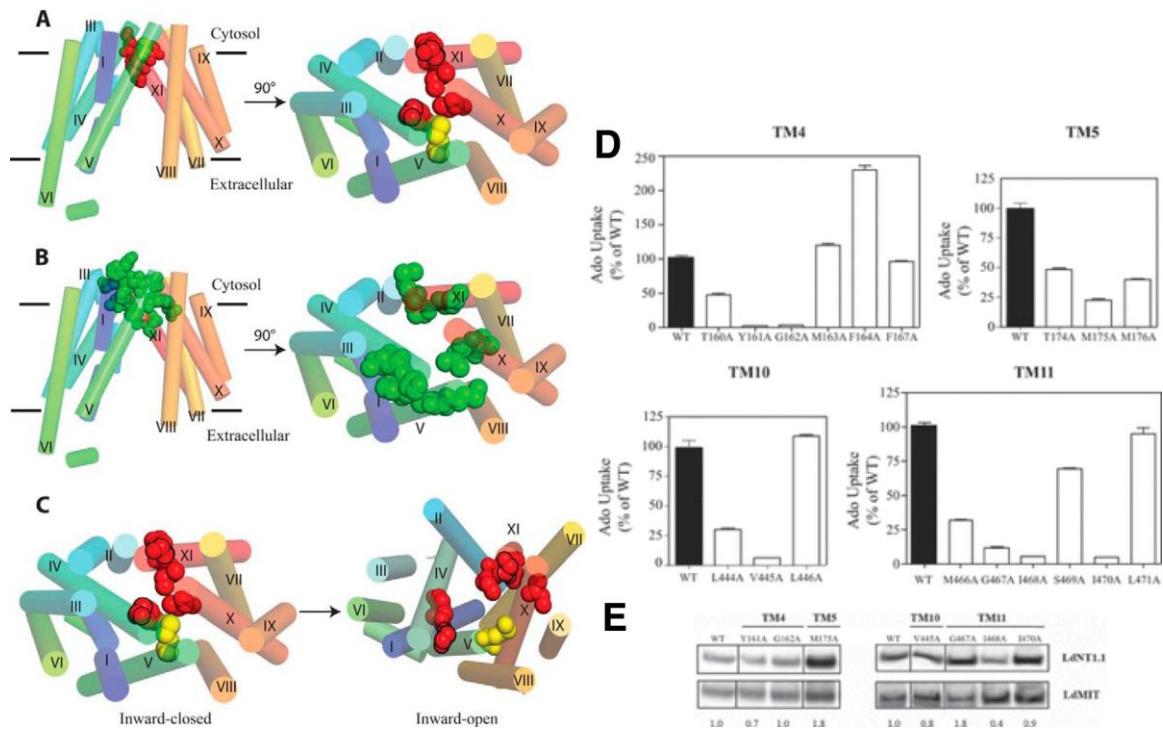 A
III
I
IV
V
VI
XI
VIII
VII
X
IX
Cytosol
Extracellular
90°
II
IV
III
VI
I
V
XI
VII
X
IX
VIII
B
III
I
IV
V
VI
XI
VIII
VII
X
IX
Cytosol
Extracellular
90°
II
IV
III
VI
I
V
XI
VII
X
IX
VIII
C
II
IV
III
VI
I
V
XI
VII
X
IX
VIII
Inward-closed
II
III
IV
VI
I
V
XI
VII
X
IX
VIII
Inward-open
D
TM4
Ado Uptake
(% of WT)
250
200
150
100
50
0
WT T160A Y161A G162A M163A F164A F167A
TM5
Ado Uptake
(% of WT)
125
100
75
50
25
0
WT T174A M175A M176A
TM10
Ado Uptake
(% of WT)
125
100
75
50
25
0
WT L444A V445A L446A
TM11
Ado Uptake
(% of WT)
125
100
75
50
25
0
WT M466A G467A I468A S469A I470A L471A
E
TM4 TM5 TM10 TM11
WT Y161A G162A M175A WT V445A G467A I468A I470A
LdNT1.1
LdMIT
1.0 0.7 1.0 1.8 1.0 0.8 1.8 0.4 0.9